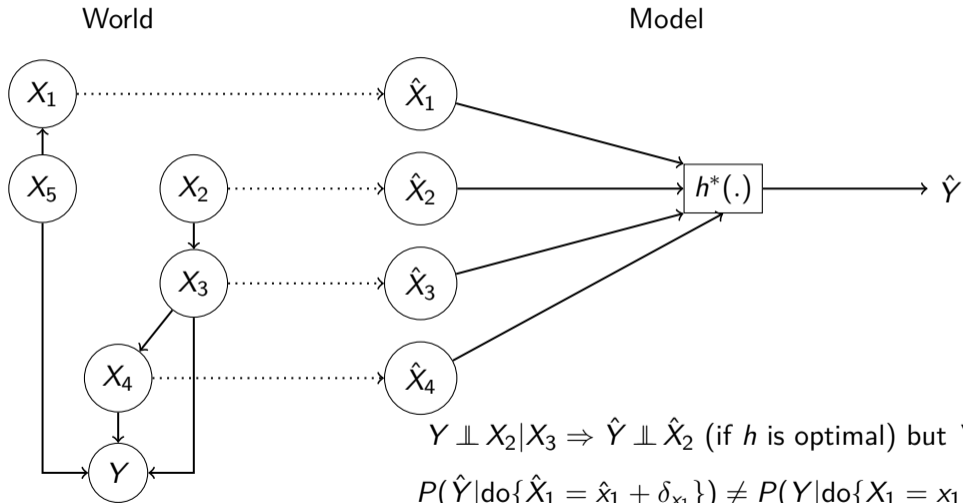 World Model
X₁ X̂₁
X₅ X₂ X̂₂ h*(.) Ŷ
X₃ X̂₃
X₄ X̂₄
Y ⫫ X₂|X₃ ⇒ Ŷ ⫫ X̂₂ (if h is optimal) but
Y
P(Ŷ|do{X̂₁ = x̂₁ + δₓ₁}) ≠ P(Y|do{X₁ = x₁